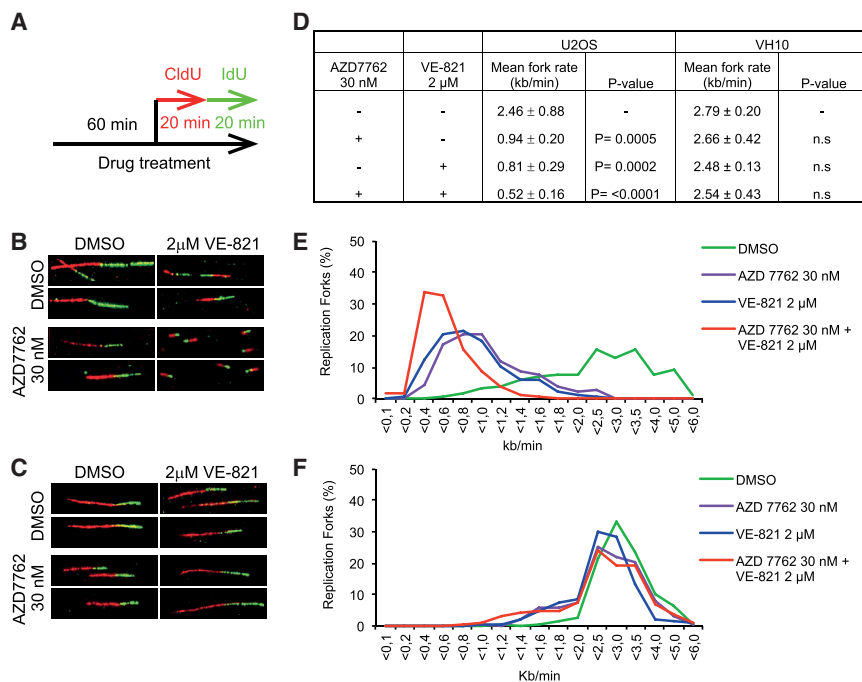 A
CldU IdU
60 min
20 min 20 min
Drug treatment
D
U2OS VH10
AZD7762 30 nM VE-821 2 µM Mean fork rate (kb/min) P-value Mean fork rate (kb/min) P-value
- - 2.46 ± 0.88 - 2.79 ± 0.20 -
+ - 0.94 ± 0.20 P= 0.0005 2.66 ± 0.42 n.s
- + 0.81 ± 0.29 P= 0.0002 2.48 ± 0.13 n.s
+ + 0.52 ± 0.16 P= <0.0001 2.54 ± 0.43 n.s
B
DMSO 2µM VE-821
DMSO
AZD7762
30 nM
C
DMSO 2µM VE-821
DMSO
AZD7762
30 nM
E
Replication Forks (%)
50
40
30
20
10
0
<0,1 <0,2 <0,4 <0,6 <0,8 <1,0 <1,2 <1,4 <1,6 <1,8 <2,0 <2,5 <3,0 <3,5 <4,0 <5,0 <6,0
kb/min
DMSO
AZD 7762 30 nM
VE-821 2 µM
AZD 7762 30 nM +
VE-821 2 µM
F
Replication Forks (%)
50
40
30
20
10
0
<0,1 <0,2 <0,4 <0,6 <0,8 <1,0 <1,2 <1,4 <1,6 <1,8 <2,0 <2,5 <3,0 <3,5 <4,0 <5,0 <6,0
Kb/min
DMSO
AZD 7762 30 nM
VE-821 2 µM
AZD 7762 30 nM +
VE-821 2 µM